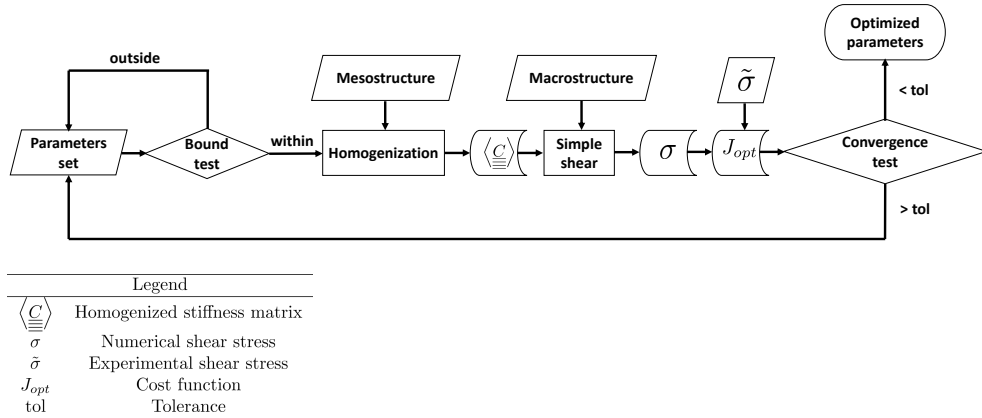 Optimized
parameters
outside
Mesostructure
Macrostructure
σ̃
< tol
Parameters
set
Bound
test
within
Homogenization
⟨C⟩
Simple
shear
σ
J_opt
Convergence
test
> tol
Legend
⟨C⟩ Homogenized stiffness matrix
σ Numerical shear stress
σ̃ Experimental shear stress
J_opt Cost function
tol Tolerance